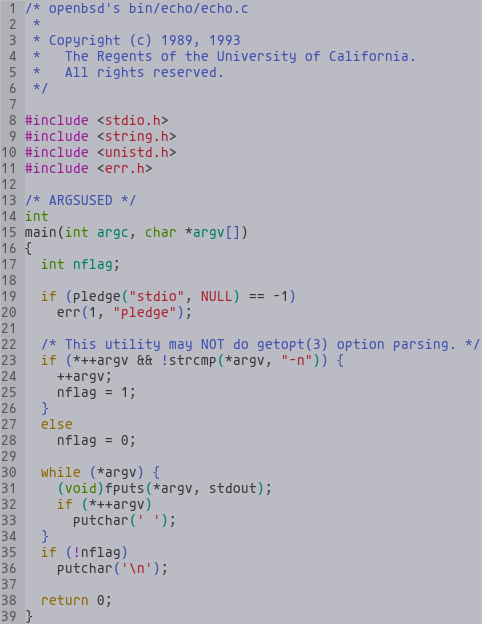 1 /* openbsd's bin/echo/echo.c
2  *
3  * Copyright (c) 1989, 1993
4  *   The Regents of the University of California.
5  *   All rights reserved.
6  */
7
8 #include <stdio.h>
9 #include <string.h>
10 #include <unistd.h>
11 #include <err.h>
12
13 /* ARGSUSED */
14 int
15 main(int argc, char *argv[])
16 {
17   int nflag;
18
19   if (pledge("stdio", NULL) == -1)
20     err(1, "pledge");
21
22   /* This utility may NOT do getopt(3) option parsing. */
23   if (*++argv && !strcmp(*argv, "-n")) {
24     ++argv;
25     nflag = 1;
26   }
27   else
28     nflag = 0;
29
30   while (*argv) {
31     (void)fputs(*argv, stdout);
32     if (*++argv)
33       putchar(' ');
34   }
35   if (!nflag)
36     putchar('\n');
37
38   return 0;
39 }